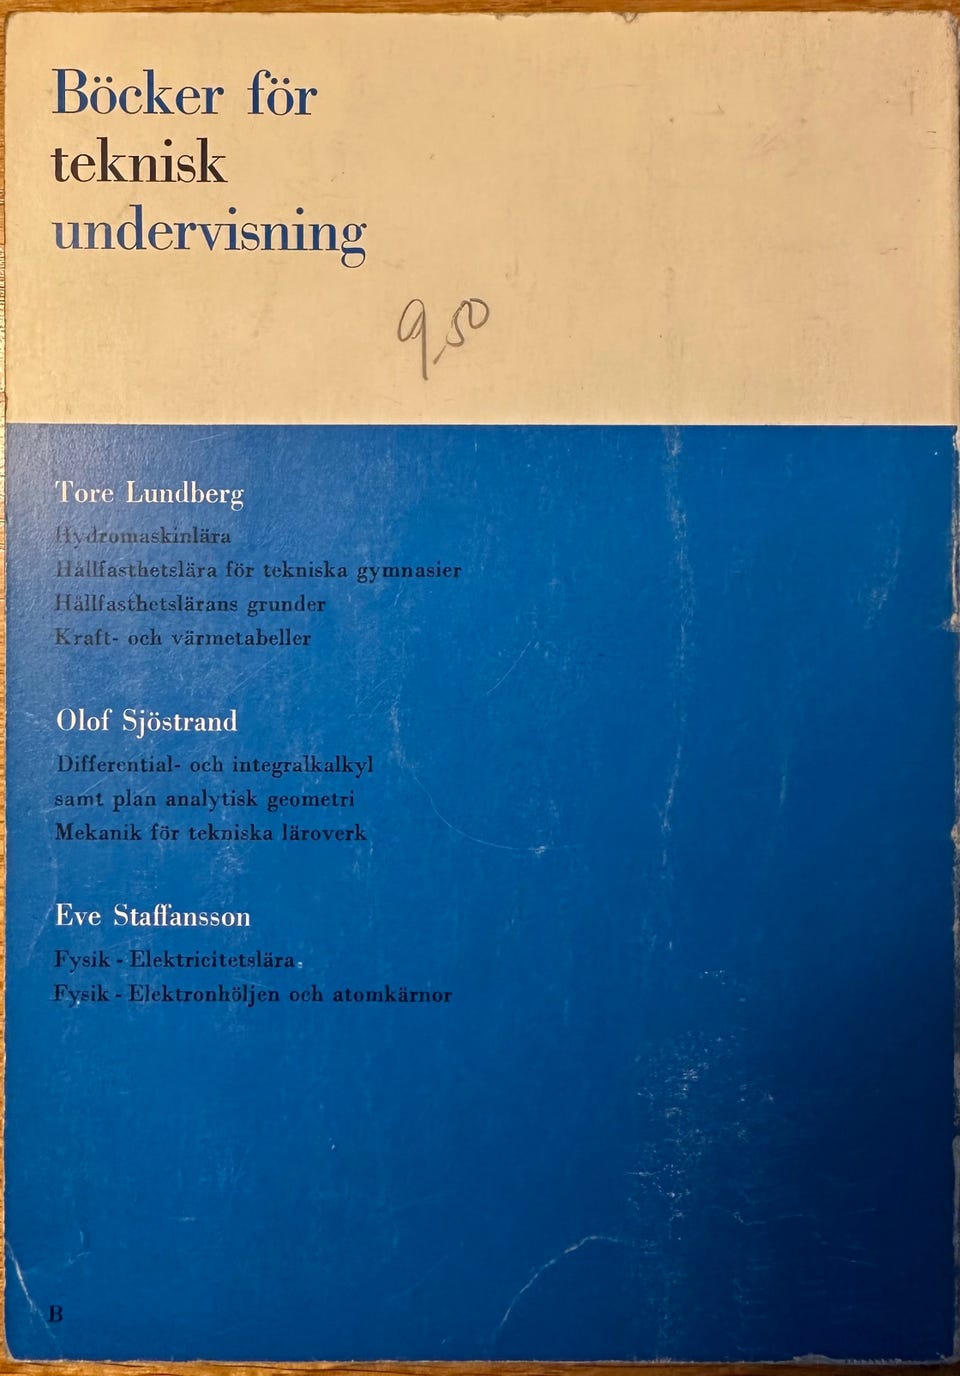 Böcker för
teknisk
undervisning
9,50
Tore Lundberg
Hydromaskinlära
Hållfasthetslära för tekniska gymnasier
Hållfasthetslärans grunder
Kraft- och värmetabeller
Olof Sjöstrand
Differential- och integralkalkyl
samt plan analytisk geometri
Mekanik för tekniska läroverk
Eve Staffansson
Fysik - Elektricitetslära
Fysik - Elektronhöljen och atomkärnor
B